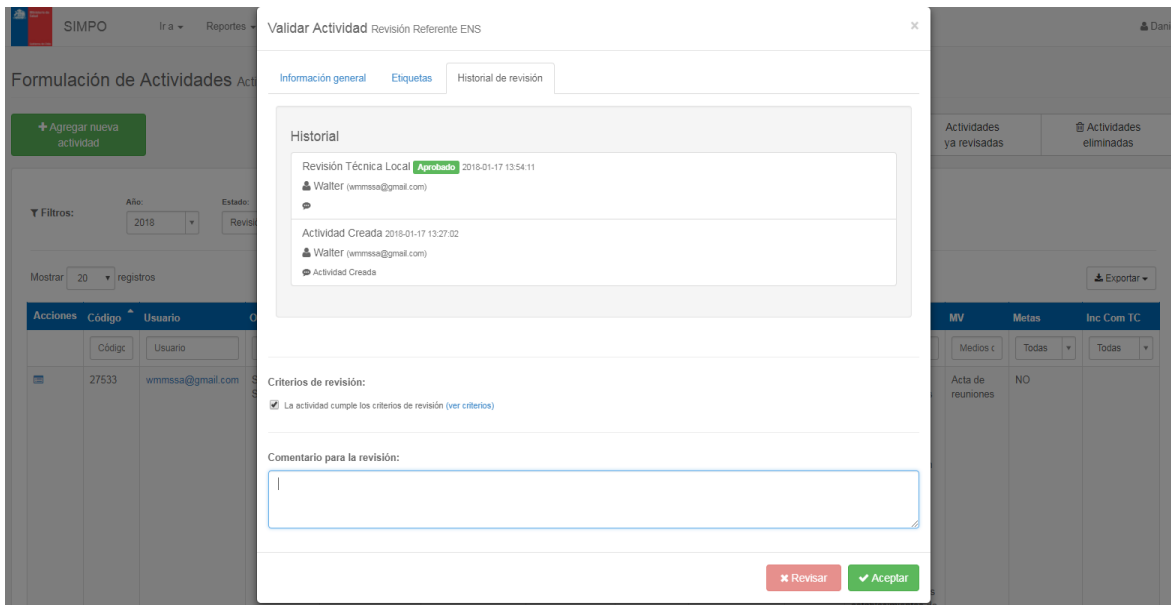 SIMPO
Ir a
Reportes
Dani
Formulación de Actividades
Agregar nueva
actividad
Actividades
ya revisadas
Actividades
eliminadas
Filtros:
Año:
2018
Estado:
Mostrar 20 registros
Exportar
Acciones Código Usuario MV Metas Inc Com TC
Usuario Todas Todas
27533 wmmssa@gmail.com Acta de
reuniones NO
Validar Actividad Revisión Referente ENS
×
Información general Etiquetas Historial de revisión
Historial
Revisión Técnica Local Aprobado 2018-01-17 13:54:11
Walter (wmmssa@gmail.com)
Actividad Creada 2018-01-17 13:27:02
Walter (wmmssa@gmail.com)
Actividad Creada
Criterios de revisión:
La actividad cumple los criterios de revisión (ver criterios)
Comentario para la revisión:
Revisar Aceptar